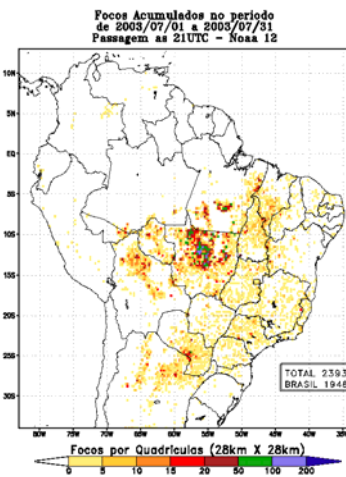 Focos Acumulados no periodo
de 2003/07/01 a 2003/07/31
Passagem as 21UTC - Noaa 12
10N
5N
EQ
5S
10S
15S
20S
25S
30S
TOTAL 2393
BRASIL 1946
80W 75W 70W 65W 60W 55W 50W 45W 40W 35W
Focos por Quadriculas (28km X 28km)
0 5 10 15 20 50 100 200